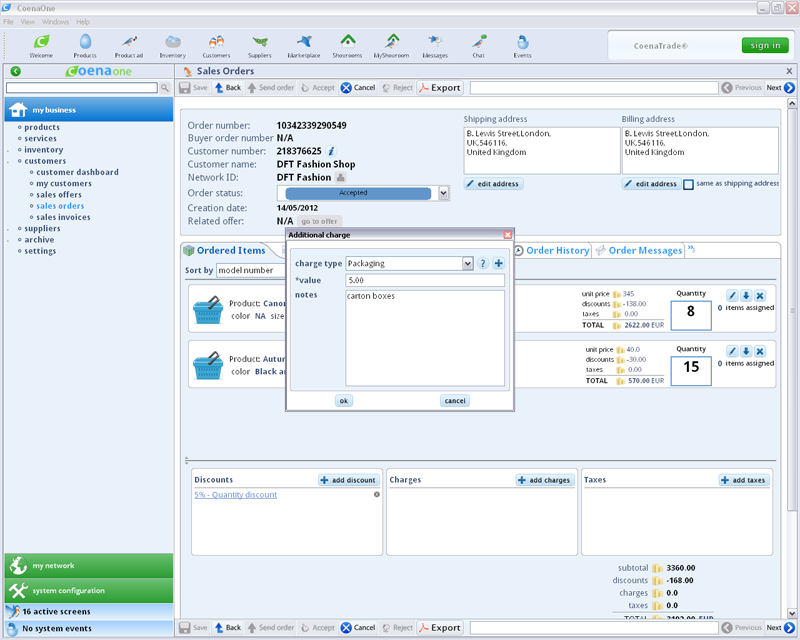 CoenaOne
File View Windows Help
Welcome Products Product ad Inventory Customers Suppliers Marketplace Showrooms MyShowroom Messages Chat Events
CoenaTrade®
sign in
coenaone
Sales Orders
Save Back Send order Accept Cancel Reject Export Previous Next
my business
products
services
inventory
customers
customer dashboard
my customers
sales offers
sales orders
sales invoices
suppliers
archive
settings
Order number: 10342339290549
Buyer order number N/A
Customer number: 218376625
Customer name: DFT Fashion Shop
Network ID: DFT Fashion
Order status: Accepted
Creation date: 14/05/2012
Related offer: N/A go to offer
Shipping address
B. Lewis Street,London,
UK,546116,
United Kingdom
edit address
Billing address
B. Lewis Street,London,
UK,546116,
United Kingdom
edit address same as shipping address
Ordered Items
Order History
Order Messages
Sort by model number
Additional charge
charge type Packaging
*value 5.00
notes carton boxes
ok cancel
Product: Canon
color NA size
unit price 345
discounts -138.00
taxes 0.00
TOTAL 2622.00 EUR
Quantity
8
0 items assigned
Product: Autur
color Black a
unit price 40.0
discounts -30.00
taxes 0.00
TOTAL 570.00 EUR
Quantity
15
0 items assigned
Discounts add discount
5% - Quantity discount
Charges add charges
Taxes add taxes
subtotal 3360.00
discounts -168.00
charges 0.0
taxes 0.0
my network
system configuration
16 active screens
No system events
Save Back Send order Accept Cancel Reject Export Previous Next